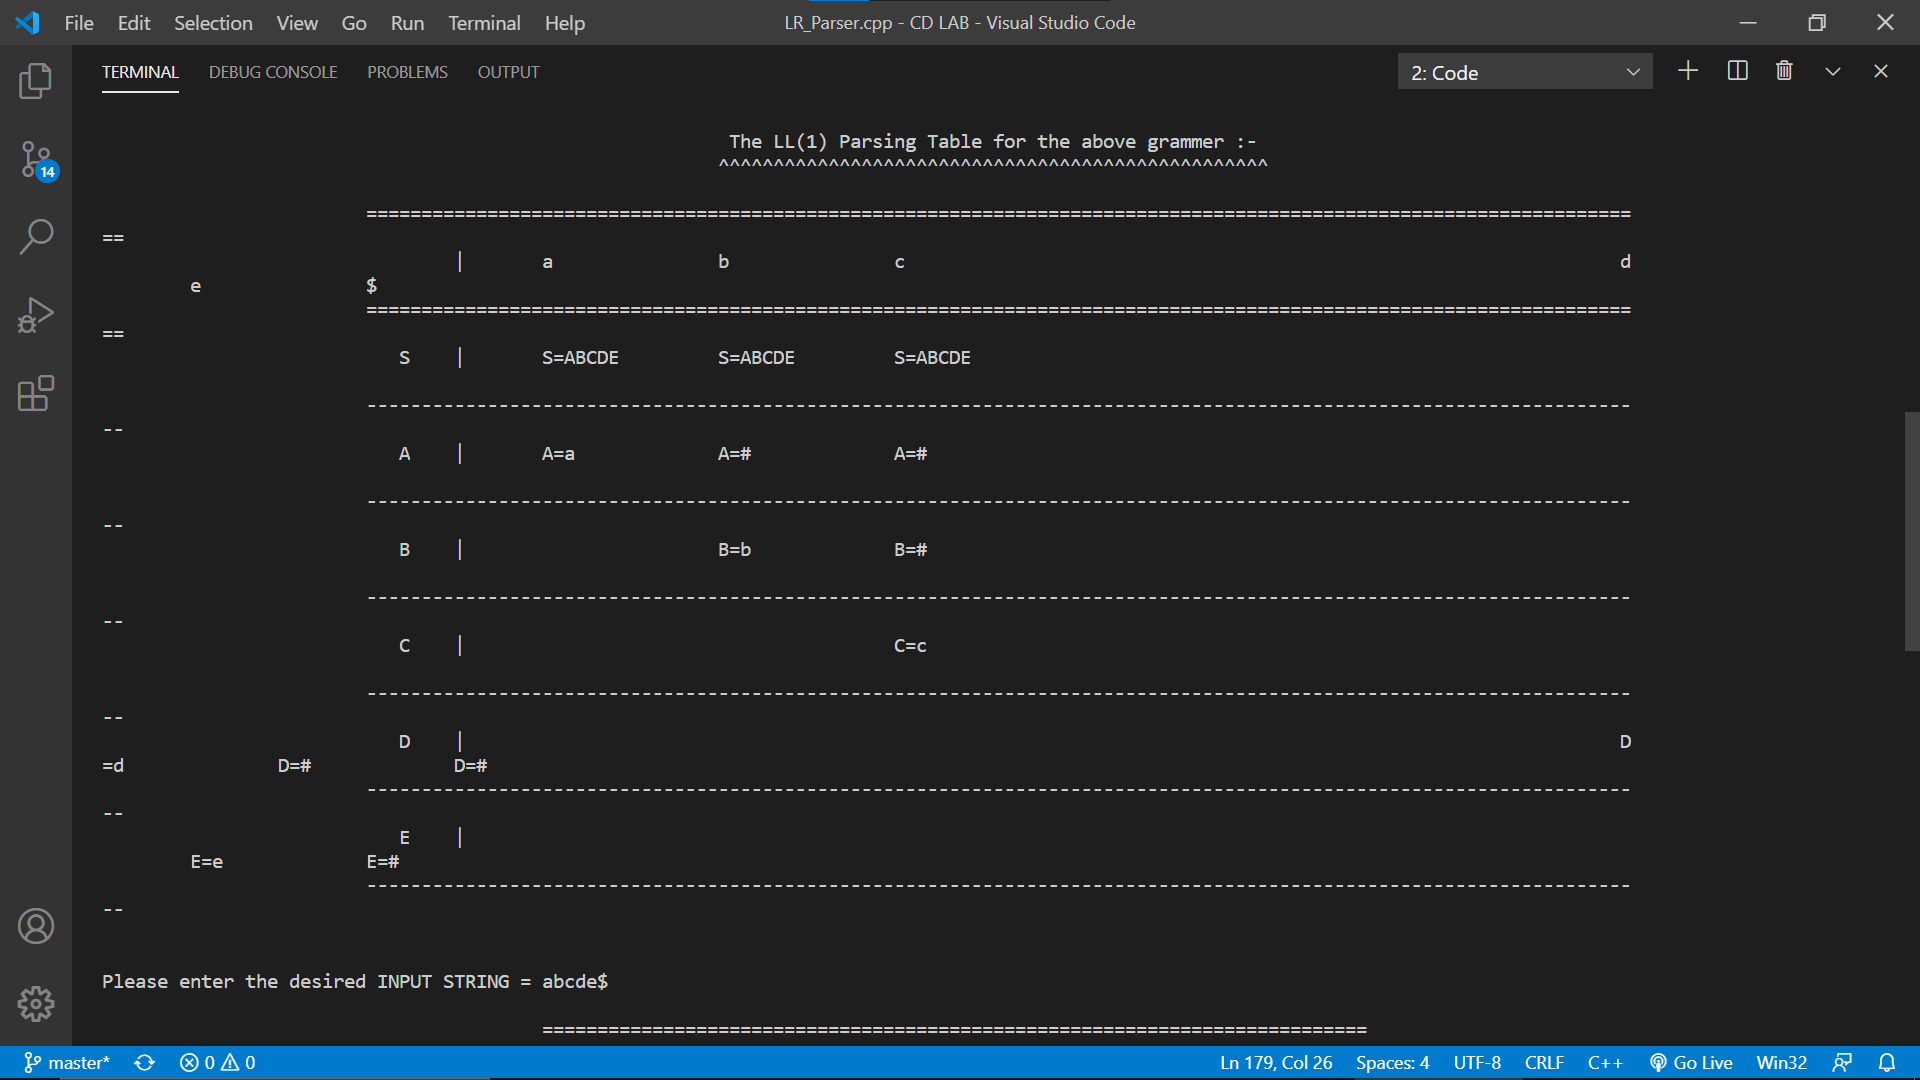 File Edit Selection View Go Run Terminal Help LR_Parser.cpp - CD LAB - Visual Studio Code
TERMINAL DEBUG CONSOLE PROBLEMS OUTPUT 2: Code
14
The LL(1) Parsing Table for the above grammer :-
^^^^^^^^^^^^^^^^^^^^^^^^^^^^^^^^^^^^^^^^^^^^^^^^^^
===================================================================================================================
==
| a b c d
e $
===================================================================================================================
==
S | S=ABCDE S=ABCDE S=ABCDE
-------------------------------------------------------------------------------------------------------------------
--
A | A=a A=# A=#
-------------------------------------------------------------------------------------------------------------------
--
B | B=b B=#
-------------------------------------------------------------------------------------------------------------------
--
C | C=c
-------------------------------------------------------------------------------------------------------------------
--
D | D
=d D=# D=#
-------------------------------------------------------------------------------------------------------------------
--
E |
E=e E=#
-------------------------------------------------------------------------------------------------------------------
--
Please enter the desired INPUT STRING = abcde$
===========================================================================
master* 0 0 Ln 179, Col 26 Spaces: 4 UTF-8 CRLF C++ Go Live Win32